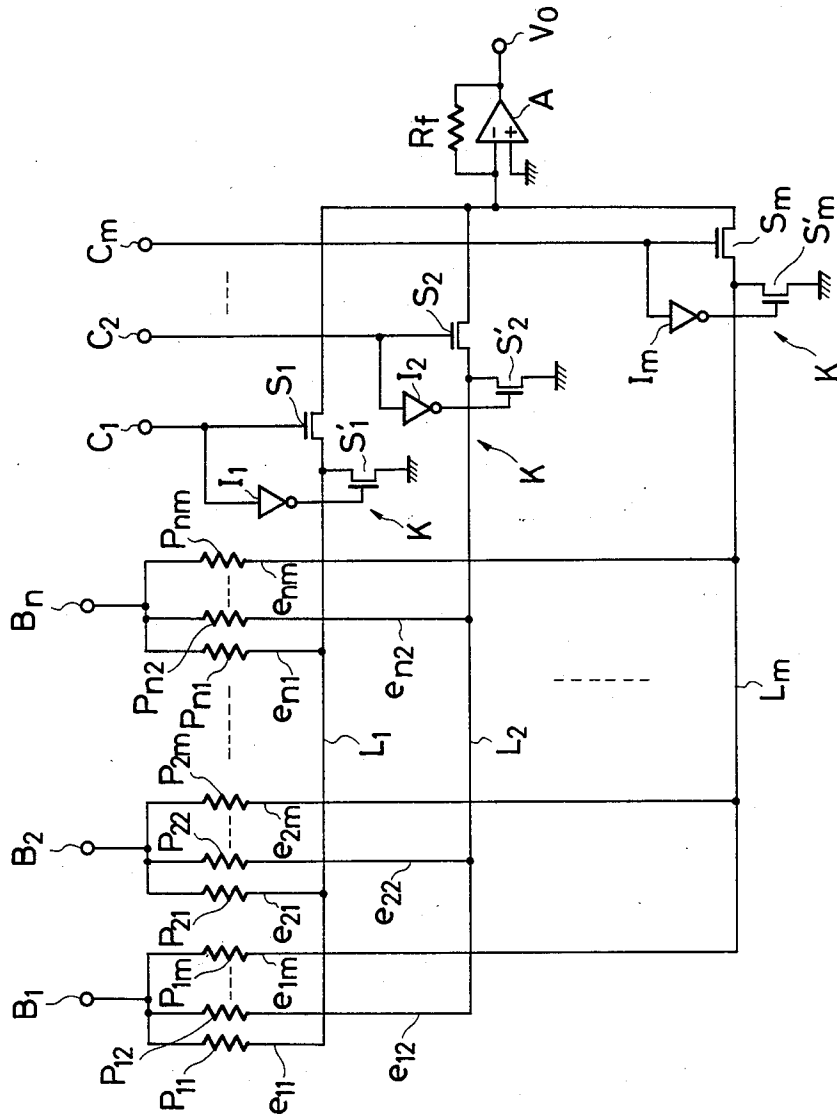 B1
B2
Bn
C1
C2
Cm
P11
P12
P1m
P21
P22
P2m
Pn1
Pn2
Pnm
e11
e12
e1m
e21
e22
e2m
en1
en2
enm
L1
L2
Lm
I1
I2
Im
S1
S2
Sm
S'1
S'2
S'm
K
K
K
Rf
−
+
A
Vo